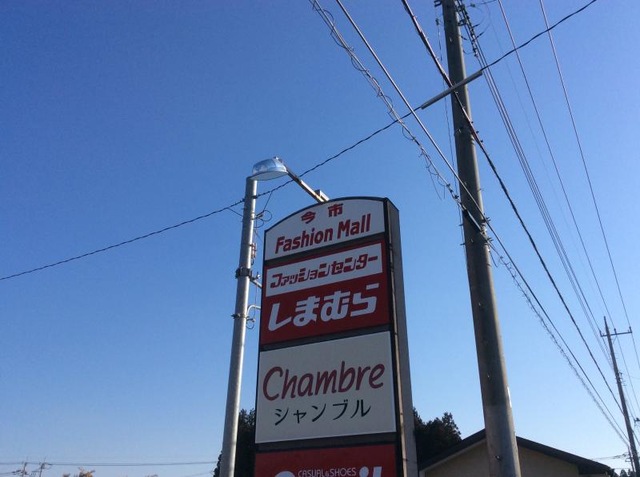 今市
Fashion Mall
ファッションセンター
しまむら
Chambre
シャンブル
CASUAL & SHOES